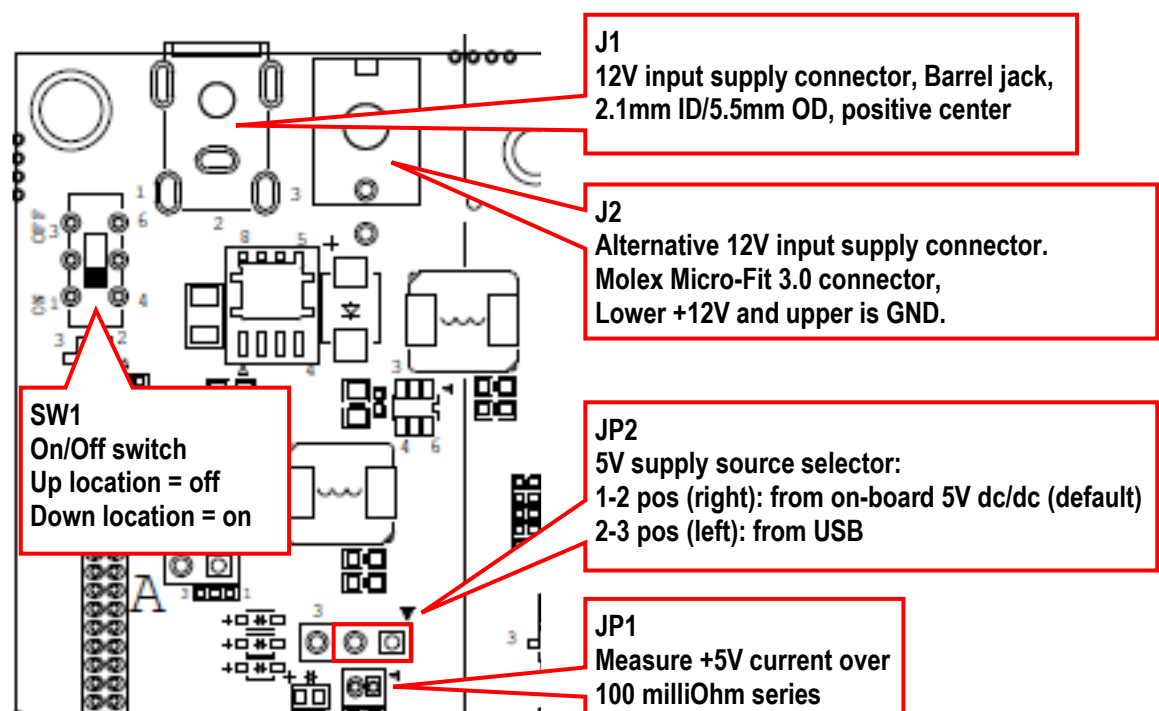 J1
12V input supply connector, Barrel jack,
2.1mm ID/5.5mm OD, positive center
J2
Alternative 12V input supply connector.
Molex Micro-Fit 3.0 connector,
Lower +12V and upper is GND.
SW1
On/Off switch
Up location = off
Down location = on
JP2
5V supply source selector:
1-2 pos (right): from on-board 5V dc/dc (default)
2-3 pos (left): from USB
JP1
Measure +5V current over
100 milliOhm series
1
3
2
OFF
3
6
ON
1
4
3
2
8
5
+
4
3
4
6
A
3
1
3
+
+
+
+
3